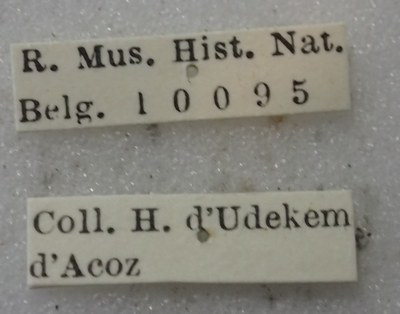 R. Mus. Hist. Nat.
Belg. 10095
Coll. H. d'Udekem
d'Acoz